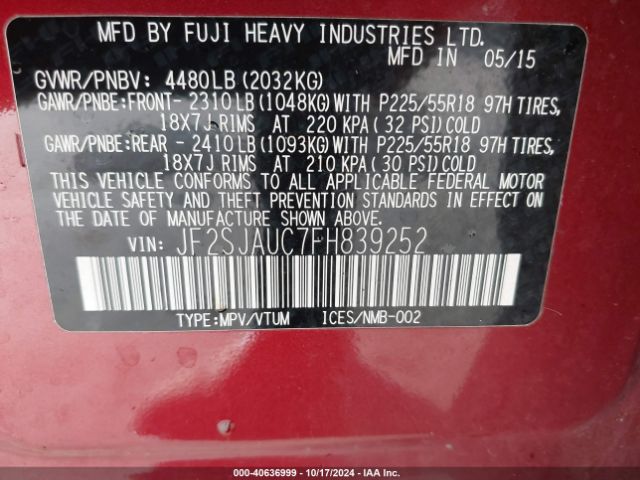 MFD BY FUJI HEAVY INDUSTRIES LTD.
MFD IN 05/15
GVWR/PNBV: 4480LB (2032KG)
GAWR/PNBE:FRONT- 2310LB(1048KG)WITH P225/55R18 97H TIRES,
18X7J RIMS AT 220 KPA(32 PSI)COLD
GAWR/PNBE:REAR - 2410LB(1093KG)WITH P225/55R18 97H TIRES,
18X7J RIMS AT 210 KPA(30 PSI)COLD
THIS VEHICLE CONFORMS TO ALL APPLICABLE FEDERAL MOTOR
VEHICLE SAFETY AND THEFT PREVENTION STANDARDS IN EFFECT ON
THE DATE OF MANUFACTURE SHOWN ABOVE.
VIN: JF2SJAUC7FH839252
TYPE:MPV/VTUM ICES/NMB-002
000-40636999 - 10/17/2024 - IAA Inc.